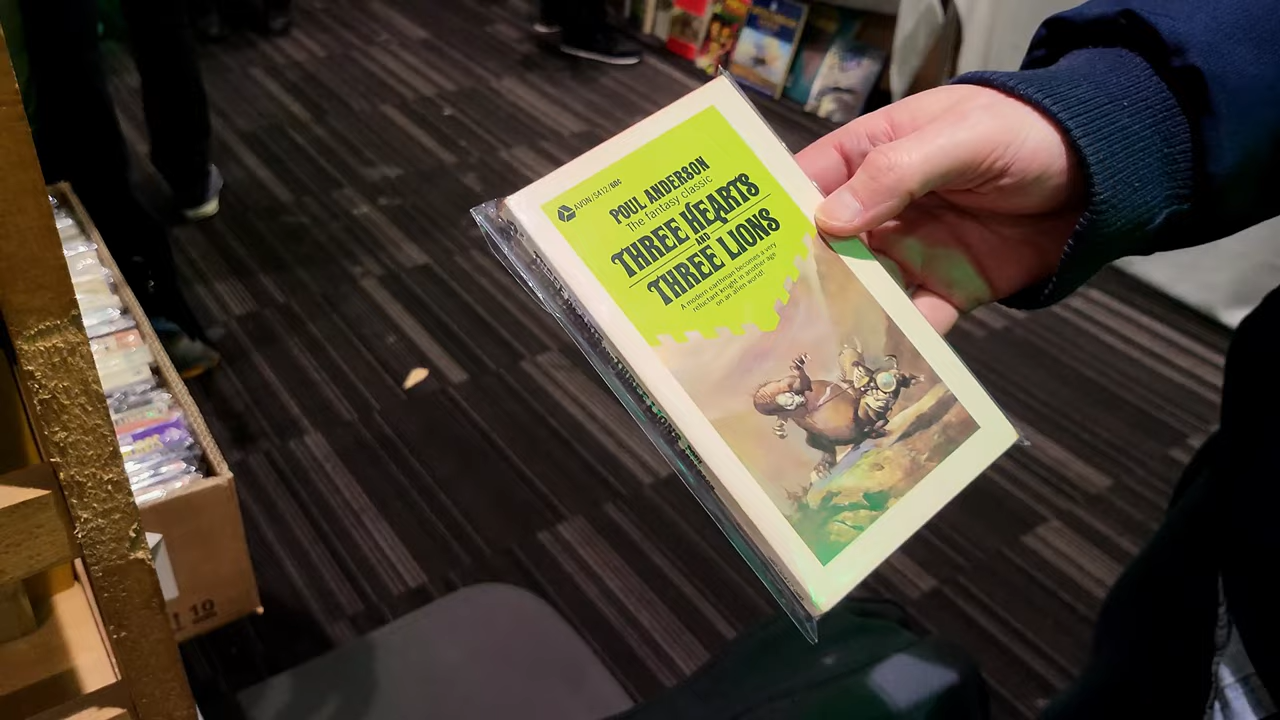 AVON/S412/60¢
POUL ANDERSON
The fantasy classic
THREE HEARTS
AND
THREE LIONS
A modern earthman becomes a very
reluctant knight in another age
on an alien world!
10